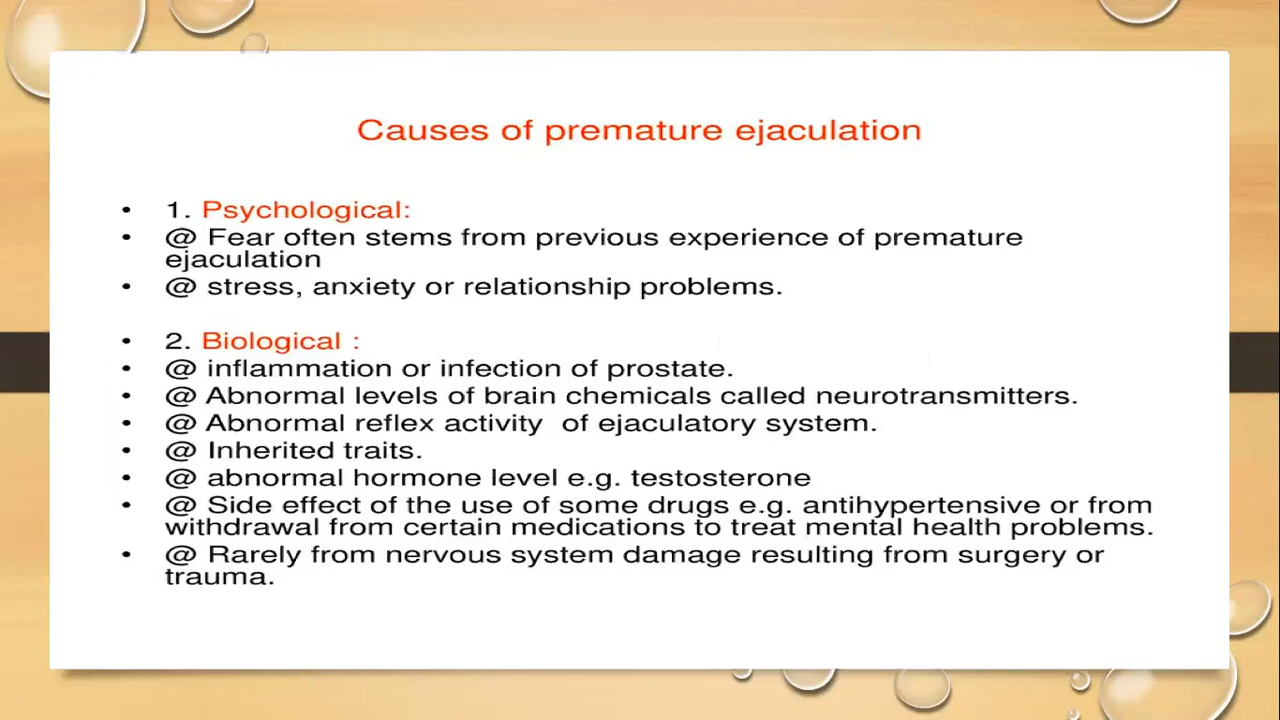 Causes of premature ejaculation
• 1. Psychological:
• @ Fear often stems from previous experience of premature
ejaculation
• @ stress, anxiety or relationship problems.
• 2. Biological :
• @ inflammation or infection of prostate.
• @ Abnormal levels of brain chemicals called neurotransmitters.
• @ Abnormal reflex activity  of ejaculatory system.
• @ Inherited traits.
• @ abnormal hormone level e.g. testosterone
• @ Side effect of the use of some drugs e.g. antihypertensive or from
withdrawal from certain medications to treat mental health problems.
• @ Rarely from nervous system damage resulting from surgery or
trauma.